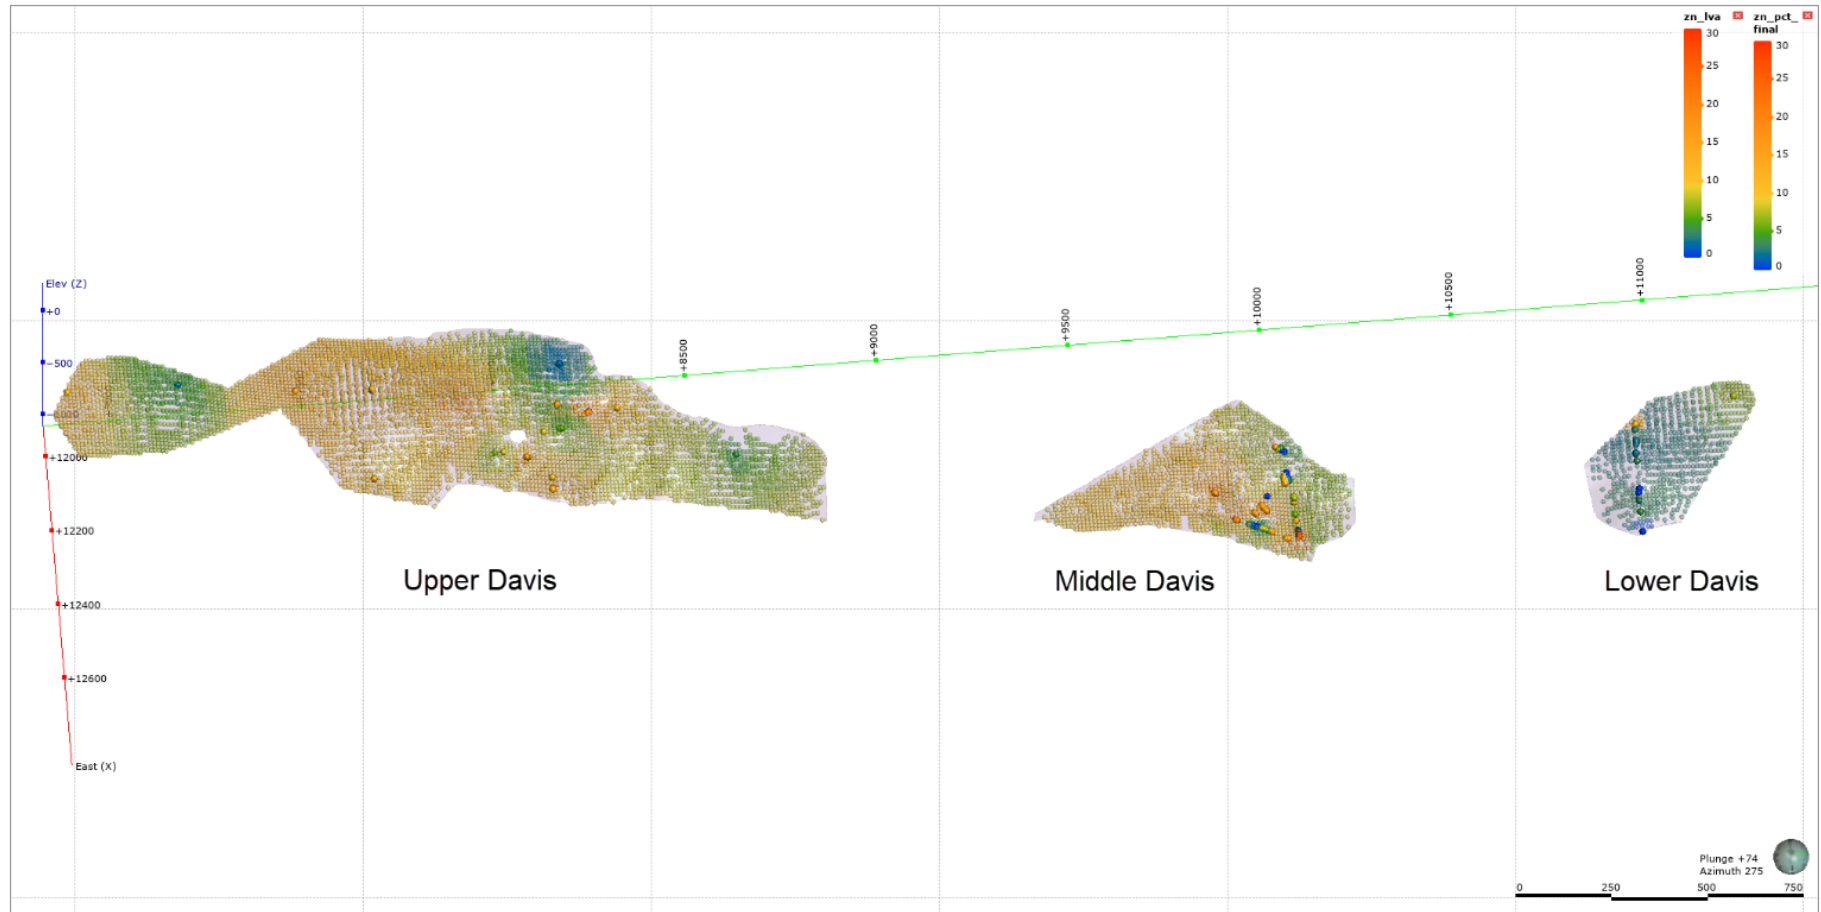 zn_lva
30
25
20
15
10
5
0
zn_pct_
final
30
25
20
15
10
5
0
Elev (Z)
+0
-500
+12000
+12200
+12400
+12600
East (X)
+8500
+9000
+9500
+10000
+10500
+11000
Upper Davis
Middle Davis
Lower Davis
Plunge +74
Azimuth 275
0 250 500 750